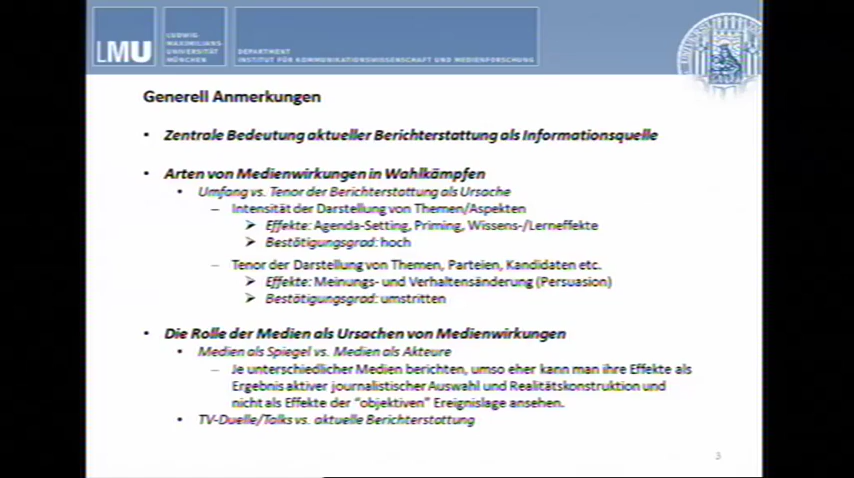 LMU
LUDWIG-
MAXIMILIANS-
UNIVERSITÄT
MÜNCHEN
DEPARTMENT
INSTITUT FÜR KOMMUNIKATIONSWISSENSCHAFT UND MEDIENFORSCHUNG
Generell Anmerkungen
• Zentrale Bedeutung aktueller Berichterstattung als Informationsquelle
• Arten von Medienwirkungen in Wahlkämpfen
• Umfang vs. Tenor der Berichterstattung als Ursache
– Intensität der Darstellung von Themen/Aspekten
➢ Effekte: Agenda-Setting, Priming, Wissens-/Lerneffekte
➢ Bestätigungsgrad: hoch
– Tenor der Darstellung von Themen, Parteien, Kandidaten etc.
➢ Effekte: Meinungs- und Verhaltensänderung (Persuasion)
➢ Bestätigungsgrad: umstritten
• Die Rolle der Medien als Ursachen von Medienwirkungen
• Medien als Spiegel vs. Medien als Akteure
– Je unterschiedlicher Medien berichten, umso eher kann man ihre Effekte als
Ergebnis aktiver journalistischer Auswahl und Realitätskonstruktion und
nicht als Effekte der “objektiven” Ereignislage ansehen.
• TV-Duelle/Talks vs. aktuelle Berichterstattung
3